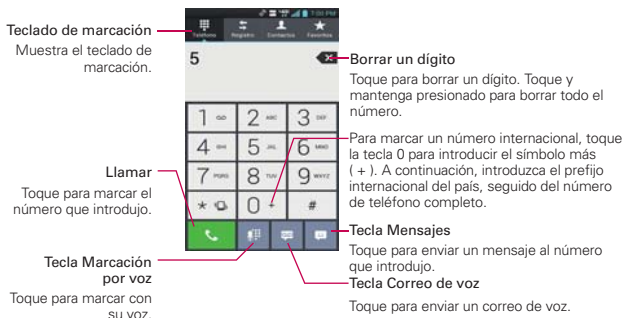 Teclado de marcación
Muestra el teclado de
marcación.
Llamar
Toque para marcar el
número que introdujo.
Tecla Marcación
por voz
Toque para marcar con
su voz.
7:00 PM
Teléfono Registro Contactos Favoritos
5
1
2 ABC
3 DEF
4 GHI
5 JKL
6 MNO
7 PQRS
8 TUV
9 WXYZ
*
0 +
#
Borrar un dígito
Toque para borrar un dígito. Toque y
mantenga presionado para borrar todo el
número.
Para marcar un número internacional, toque
la tecla 0 para introducir el símbolo más
( + ). A continuación, introduzca el prefijo
internacional del país, seguido del número
de teléfono completo.
Tecla Mensajes
Toque para enviar un mensaje al número
que introdujo.
Tecla Correo de voz
Toque para enviar un correo de voz.